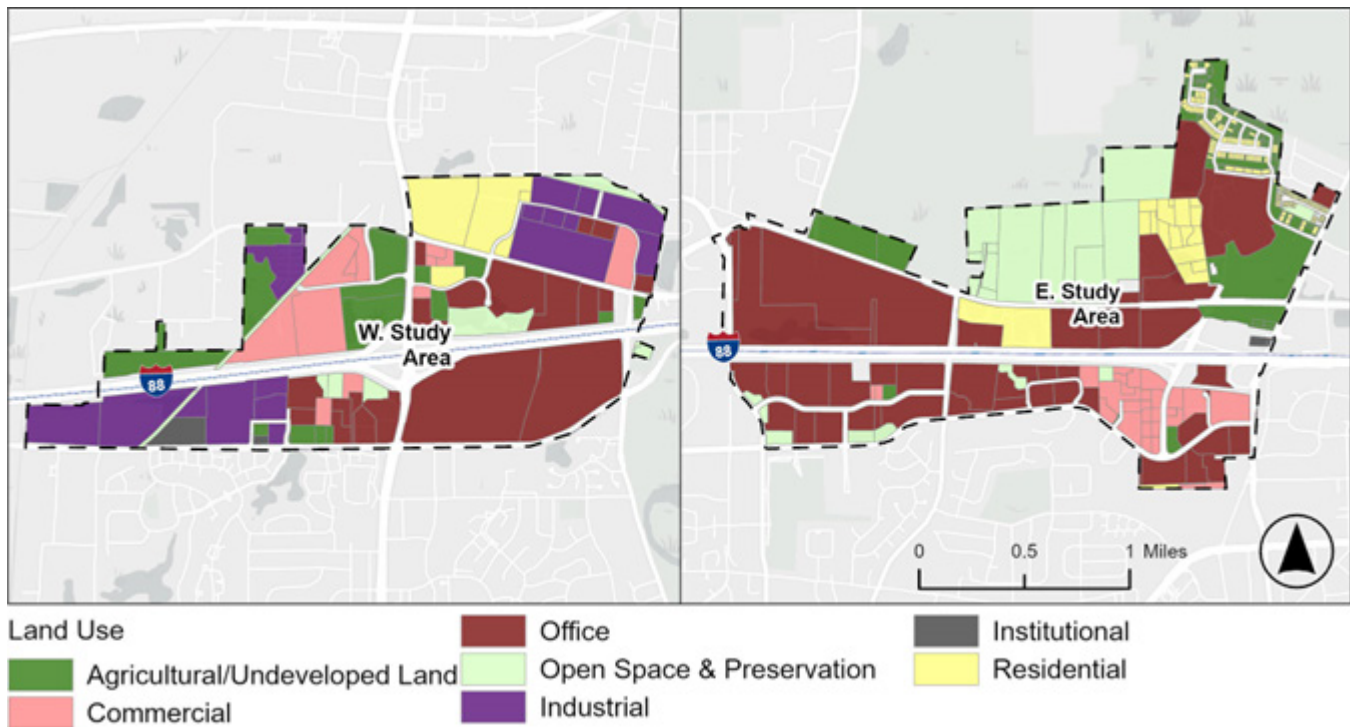 W. Study
Area
88
E. Study
Area
88
0 0.5 1 Miles
Land Use
Agricultural/Undeveloped Land
Commercial
Office
Open Space & Preservation
Industrial
Institutional
Residential